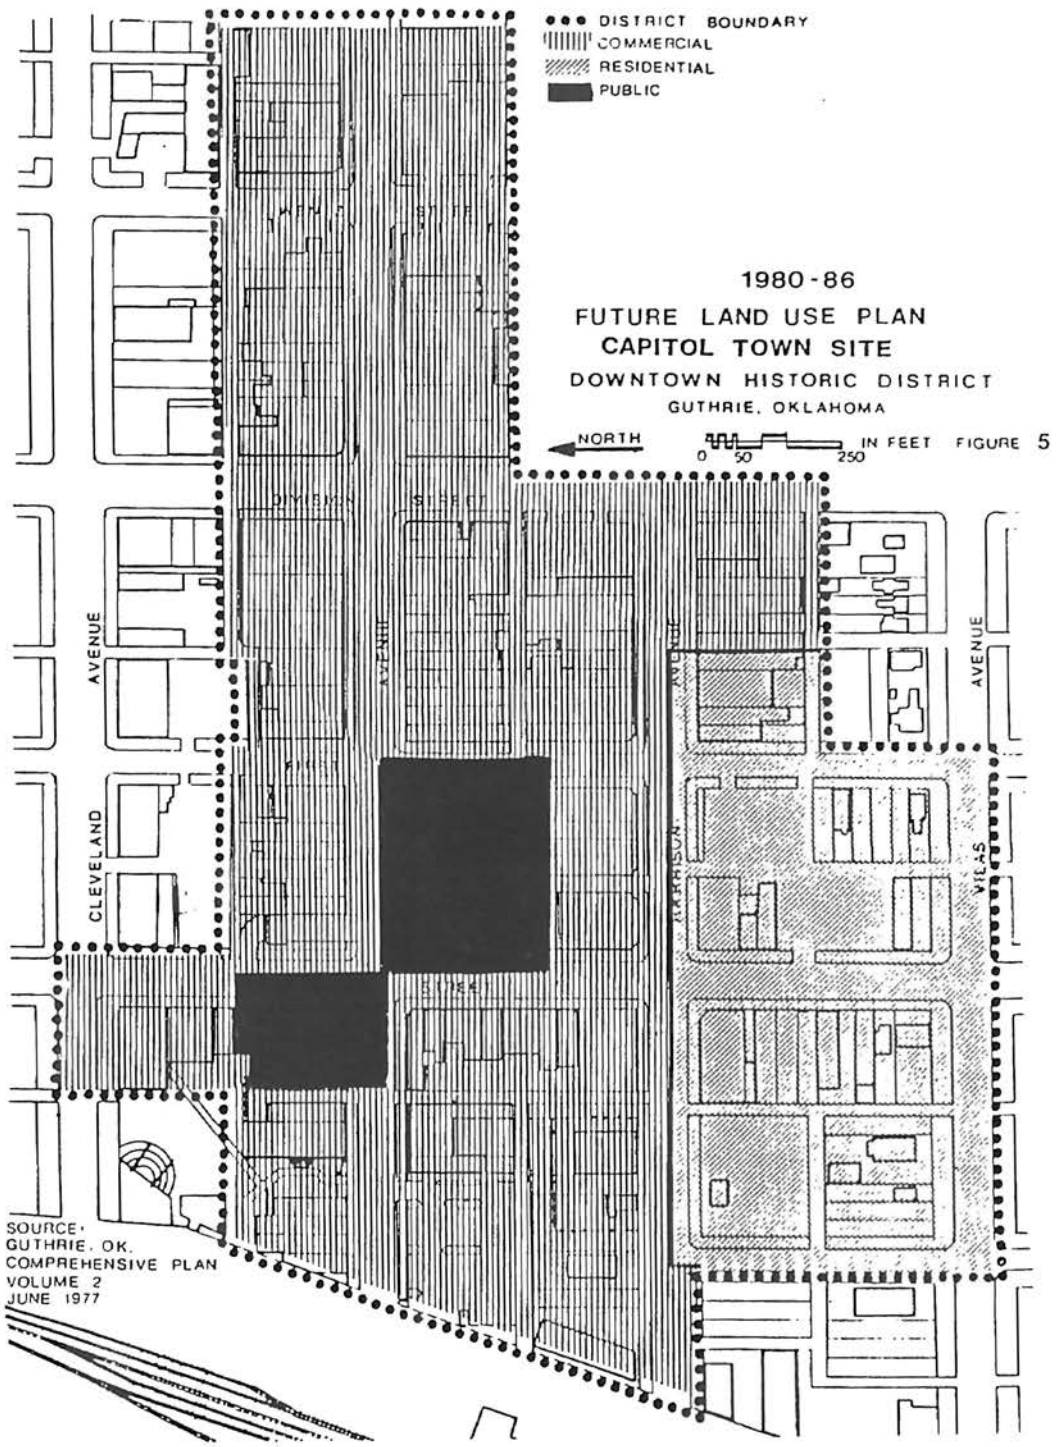 DISTRICT BOUNDARY
COMMERCIAL
RESIDENTIAL
PUBLIC
1980-86
FUTURE LAND USE PLAN
CAPITOL TOWN SITE
DOWNTOWN HISTORIC DISTRICT
GUTHRIE, OKLAHOMA
NORTH
0 50 250
IN FEET FIGURE 5
DIVISION STREET
AVENUE
AVENUE
AVENUE
AVENUE
FIRST
CLEVELAND
HARRISON
VILAS
STREET
SOURCE:
GUTHRIE, OK.
COMPREHENSIVE PLAN
VOLUME 2
JUNE 1977